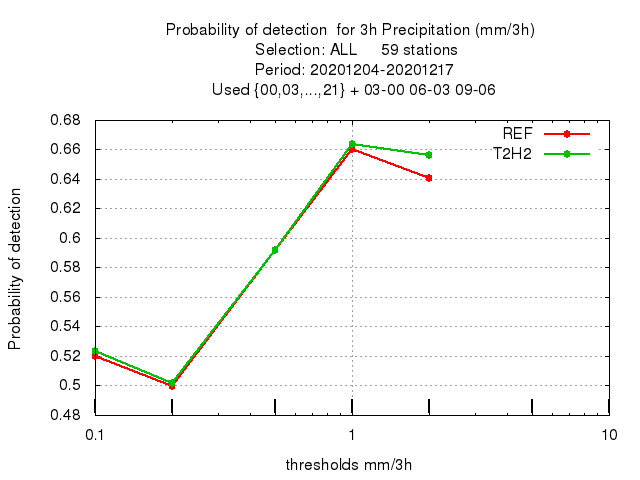 Probability of detection  for 3h Precipitation (mm/3h)
Selection: ALL     59 stations
Period: 20201204-20201217
Used {00,03,...,21} + 03-00 06-03 09-06
REF
T2H2
Probability of detection
0.68
0.66
0.64
0.62
0.6
0.58
0.56
0.54
0.52
0.5
0.48
0.1
1
10
thresholds mm/3h